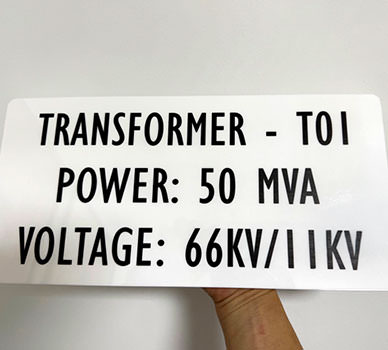 TRANSFORMER - T01
POWER: 50 MVA
VOLTAGE: 66KV/11KV